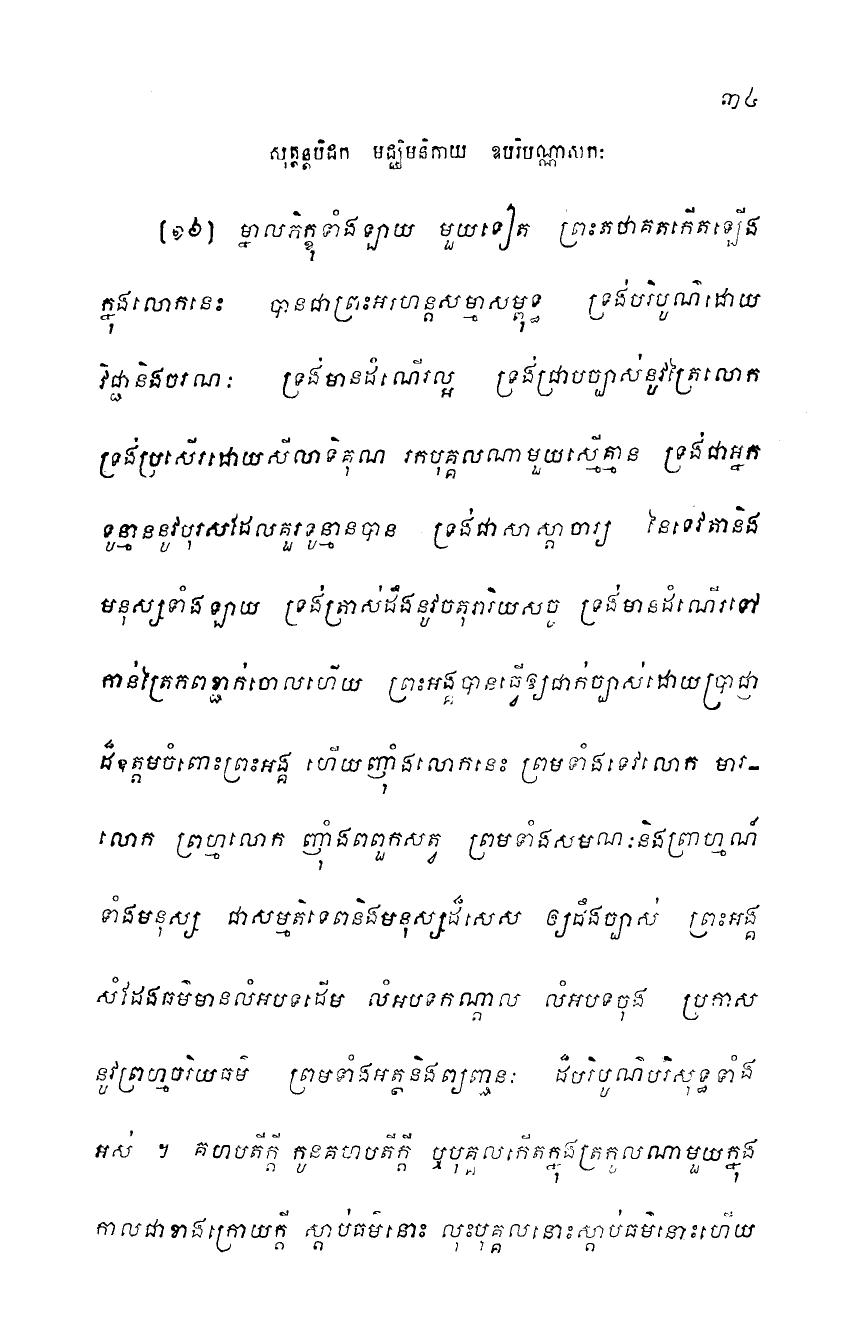 ៣៤
សុត្តន្តបិដក មជ្ឈិមនិកាយ ឧបរិបណ្ណាសកៈ
[១៦] ម្នាលភិក្ខុទាំងឡាយ មួយទៀត ព្រះតថាគតកើតឡើង
ក្នុងលោកនេះ បានជាព្រះអរហន្តសម្មាសម្ពុទ្ធ ទ្រង់បរិបូណ៌ដោយ
វិជ្ជានិងចរណៈ ទ្រង់មានដំណើរល្អ ទ្រង់ជ្រាបច្បាស់នូវត្រៃលោក
ទ្រង់ប្រសើរដោយសីលាទិគុណ រកបុគ្គលណាមួយស្មើគ្មាន ទ្រង់ជាអ្នក
ទូន្មាននូវបុរសដែលគួរទូន្មានបាន ទ្រង់ជាសាស្តាចារ្យ នៃទេវតានិង
មនុស្សទាំងឡាយ ទ្រង់ត្រាស់ដឹងនូវចតុរារិយសច្ច ទ្រង់មានដំណើរទៅ
កាន់ត្រៃភពខ្ជាក់ចោលហើយ ព្រះអង្គបានធ្វើឲ្យជាក់ច្បាស់ដោយប្រាជ្ញា
ដ៏ឧត្តមចំពោះព្រះអង្គ ហើយញ៉ាំងលោកនេះ ព្រមទាំងទេវលោក មារ-
លោក ព្រហ្មលោក ញ៉ាំងពពួកសត្វ ព្រមទាំងសមណៈនិងព្រាហ្មណ៍
ទាំងមនុស្ស ជាសម្មតិទេពនិងមនុស្សដ៏សេស ឲ្យដឹងច្បាស់ ព្រះអង្គ
សំដែងធម៌មានលំអបទដើម លំអបទកណ្តាល លំអបទចុង ប្រកាស
នូវព្រហ្មចរិយធម៌ ព្រមទាំងអត្ថនិងព្យញ្ជនៈ ដ៏បរិបូណ៌បរិសុទ្ធទាំង
អស់ ។ គហបតីក្តី កូនគហបតីក្តី ឬបុគ្គលកើតក្នុងត្រកូលណាមួយក្នុង
កាលជាខាងក្រោយក្តី ស្តាប់ធម៌នោះ លុះបុគ្គលនោះស្តាប់ធម៌នោះហើយ